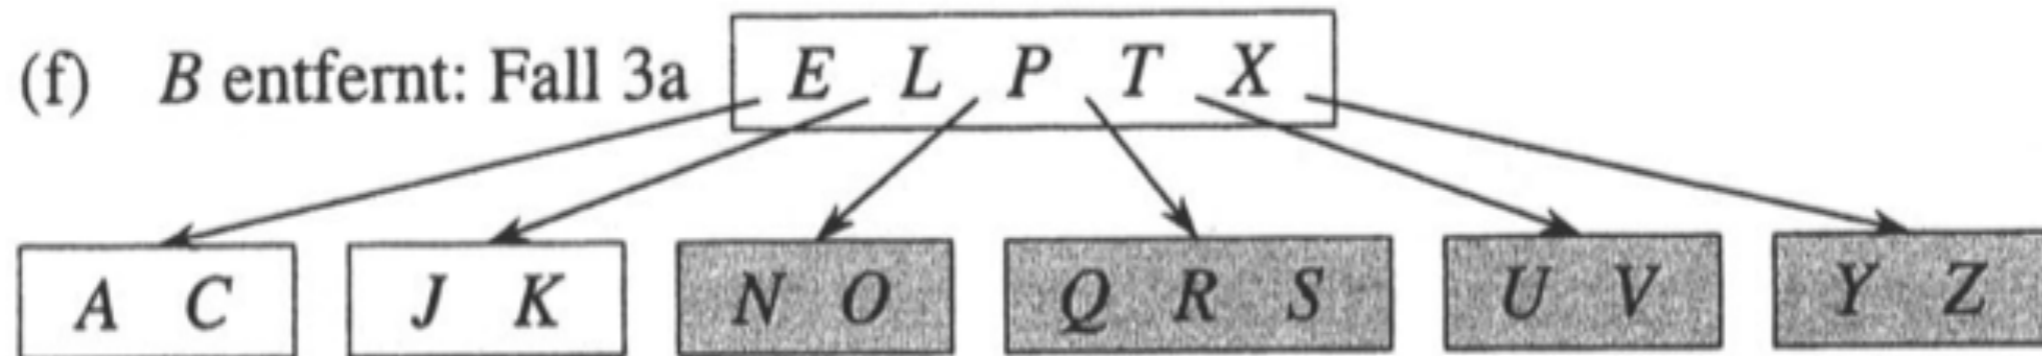 (f) B entfernt: Fall 3a E L P T X
A C J K N O Q R S U V Y Z